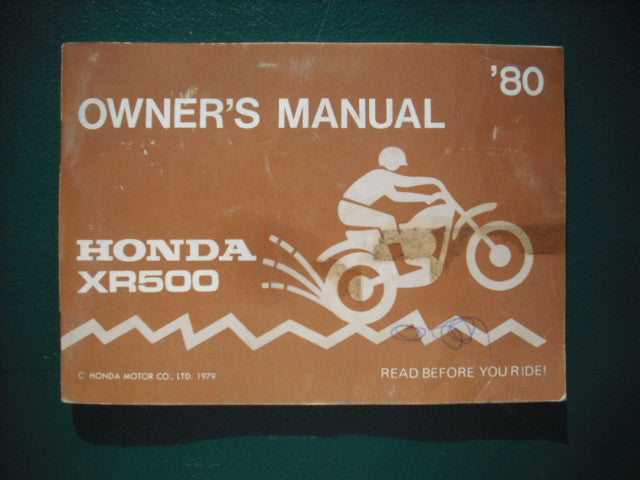 '80
OWNER'S MANUAL
HONDA
XR500
C HONDA MOTOR CO., LTD. 1979
READ BEFORE YOU RIDE!